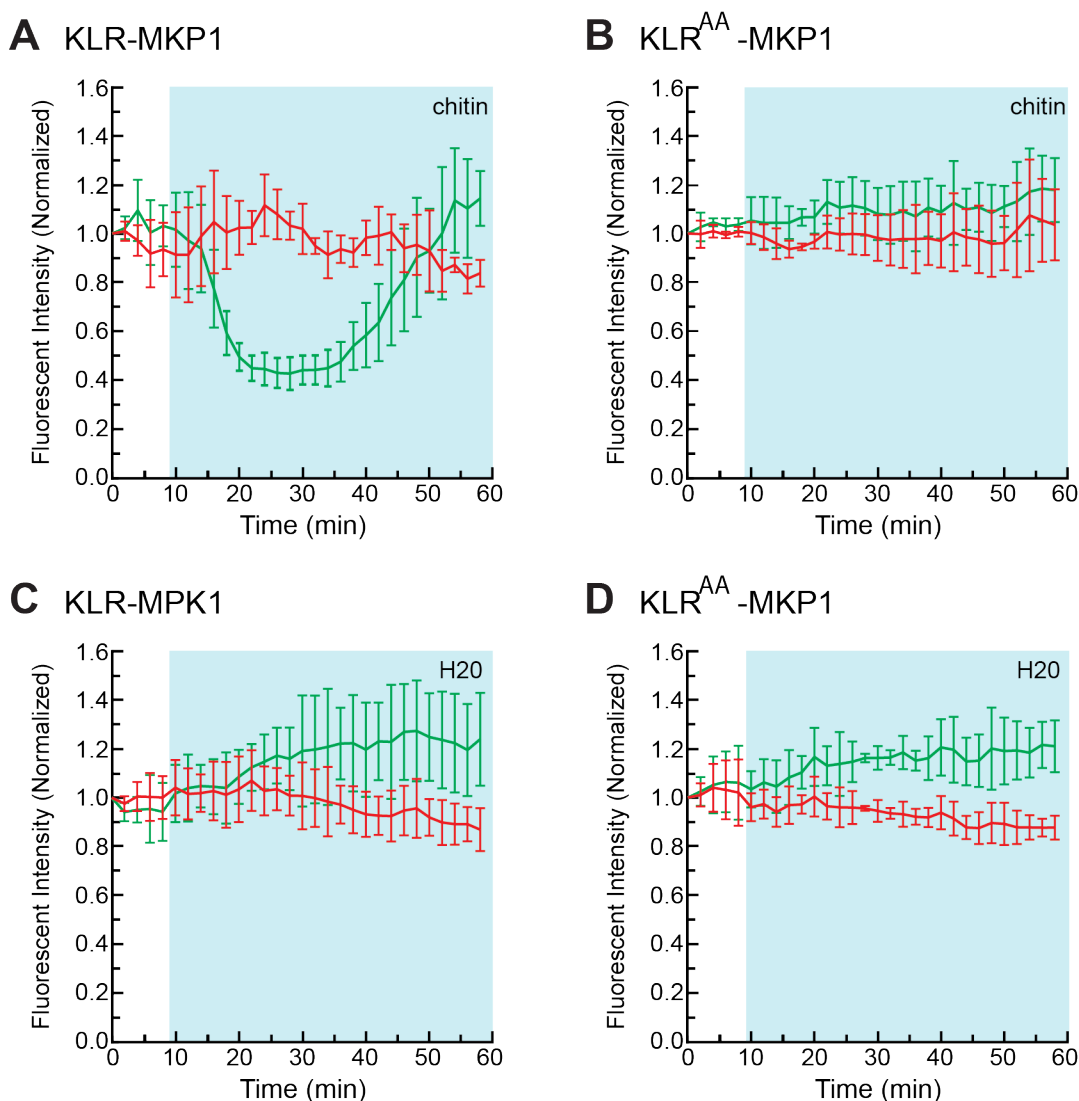 A KLR-MKP1
Fluorescent Intensity (Normalized)
1.6
1.4
1.2
1.0
0.8
0.6
0.4
0.2
0.0
chitin
0 10 20 30 40 50 60
Time (min)
B KLR^AA -MKP1
Fluorescent Intensity (Normalized)
1.6
1.4
1.2
1.0
0.8
0.6
0.4
0.2
0.0
chitin
0 10 20 30 40 50 60
Time (min)
C KLR-MPK1
Fluorescent Intensity (Normalized)
1.6
1.4
1.2
1.0
0.8
0.6
0.4
0.2
0.0
H20
0 10 20 30 40 50 60
Time (min)
D KLR^AA -MKP1
Fluorescent Intensity (Normalized)
1.6
1.4
1.2
1.0
0.8
0.6
0.4
0.2
0.0
H20
0 10 20 30 40 50 60
Time (min)